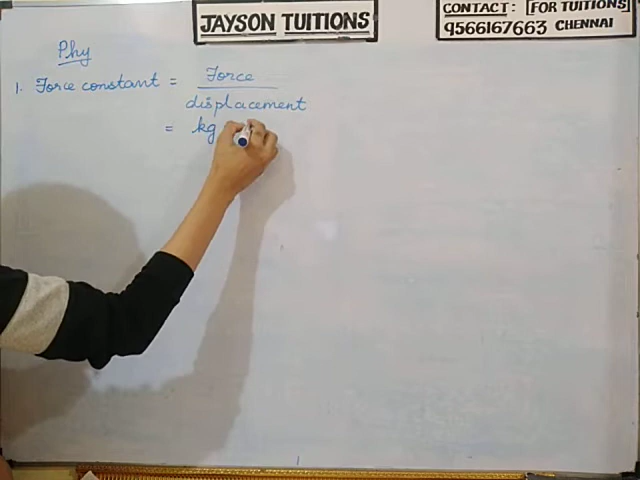 JAYSON TUITIONS
CONTACT: [FOR TUITIONS]
9566167663 CHENNAI
Phy
1. Force constant = Force
displacement
= kg